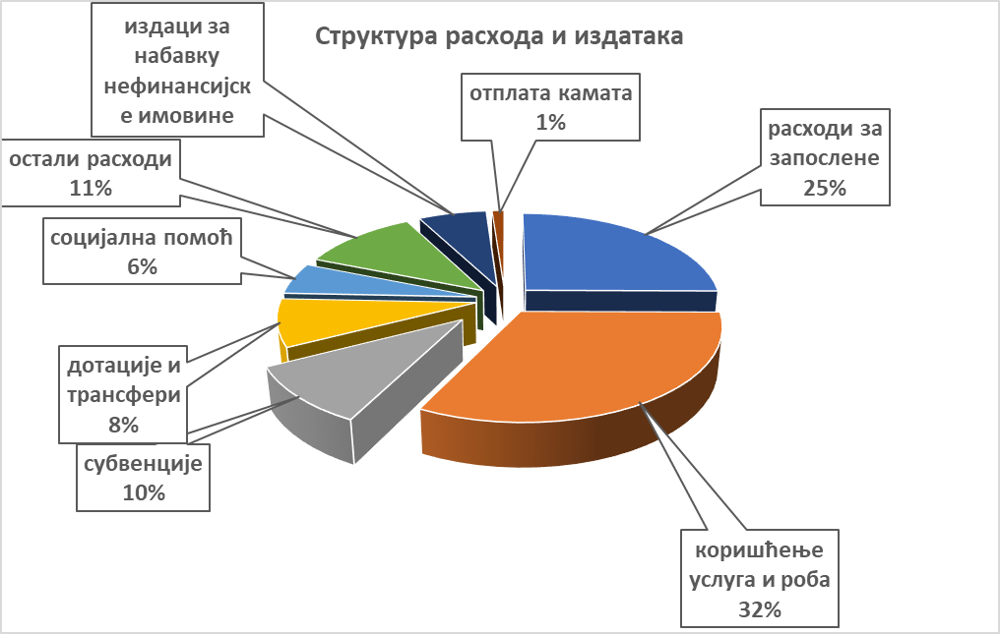 Структура расхода и издатака
издаци за
набавку
нефинансијск
е имовине
отплата камата
1%
расходи за
запослене
25%
остали расходи
11%
социјална помоћ
6%
дотације и
трансфери
8%
субвенције
10%
коришћење
услуга и роба
32%